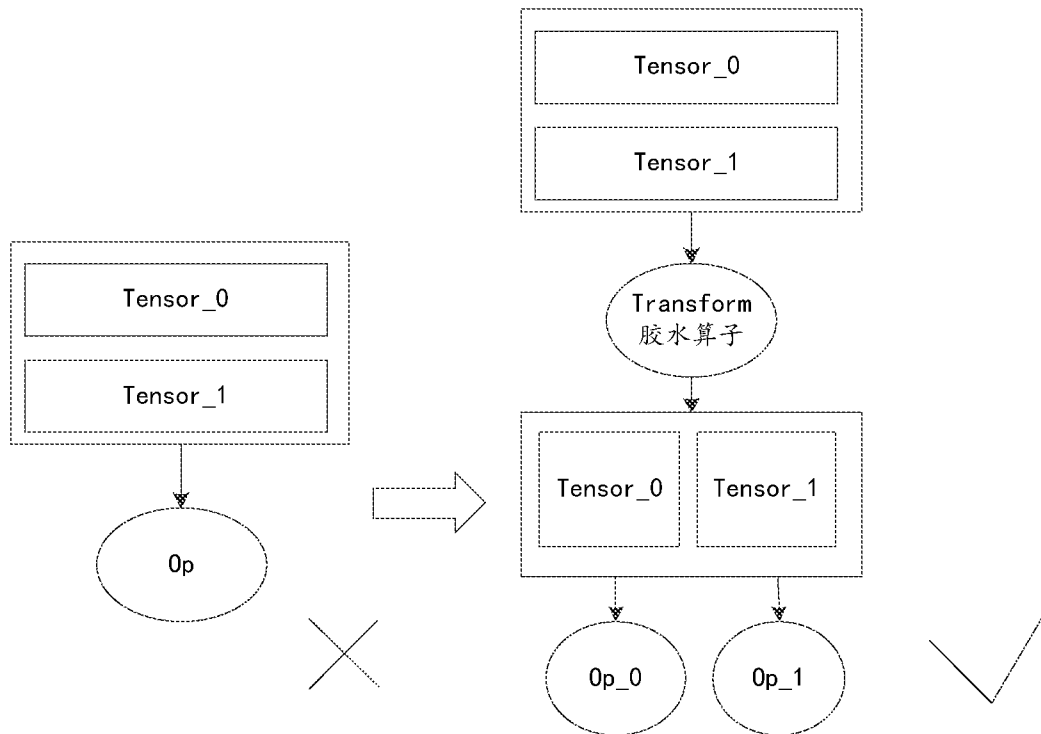 Tensor_0
Tensor_1
Op
Tensor_0
Tensor_1
Transform
胶水算子
Tensor_0
Tensor_1
Op_0
Op_1